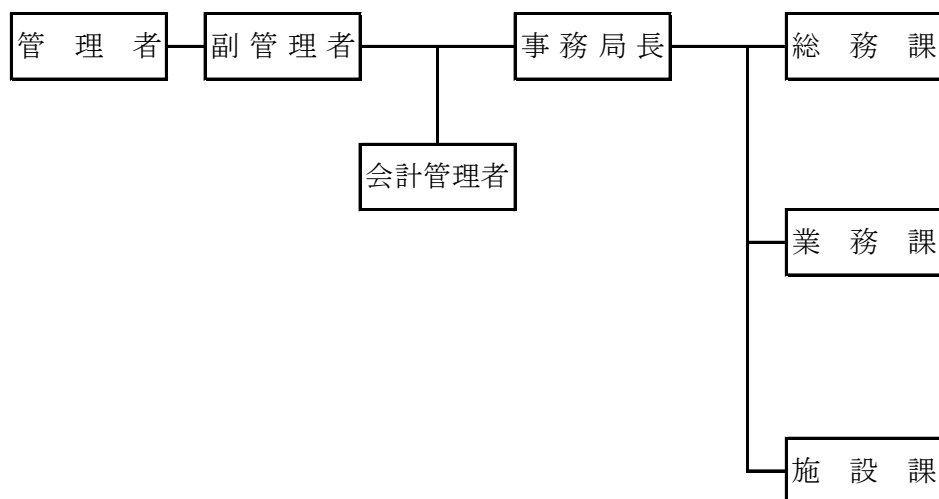 管理者
副管理者
事務局長
総務課
会計管理者
業務課
施設課